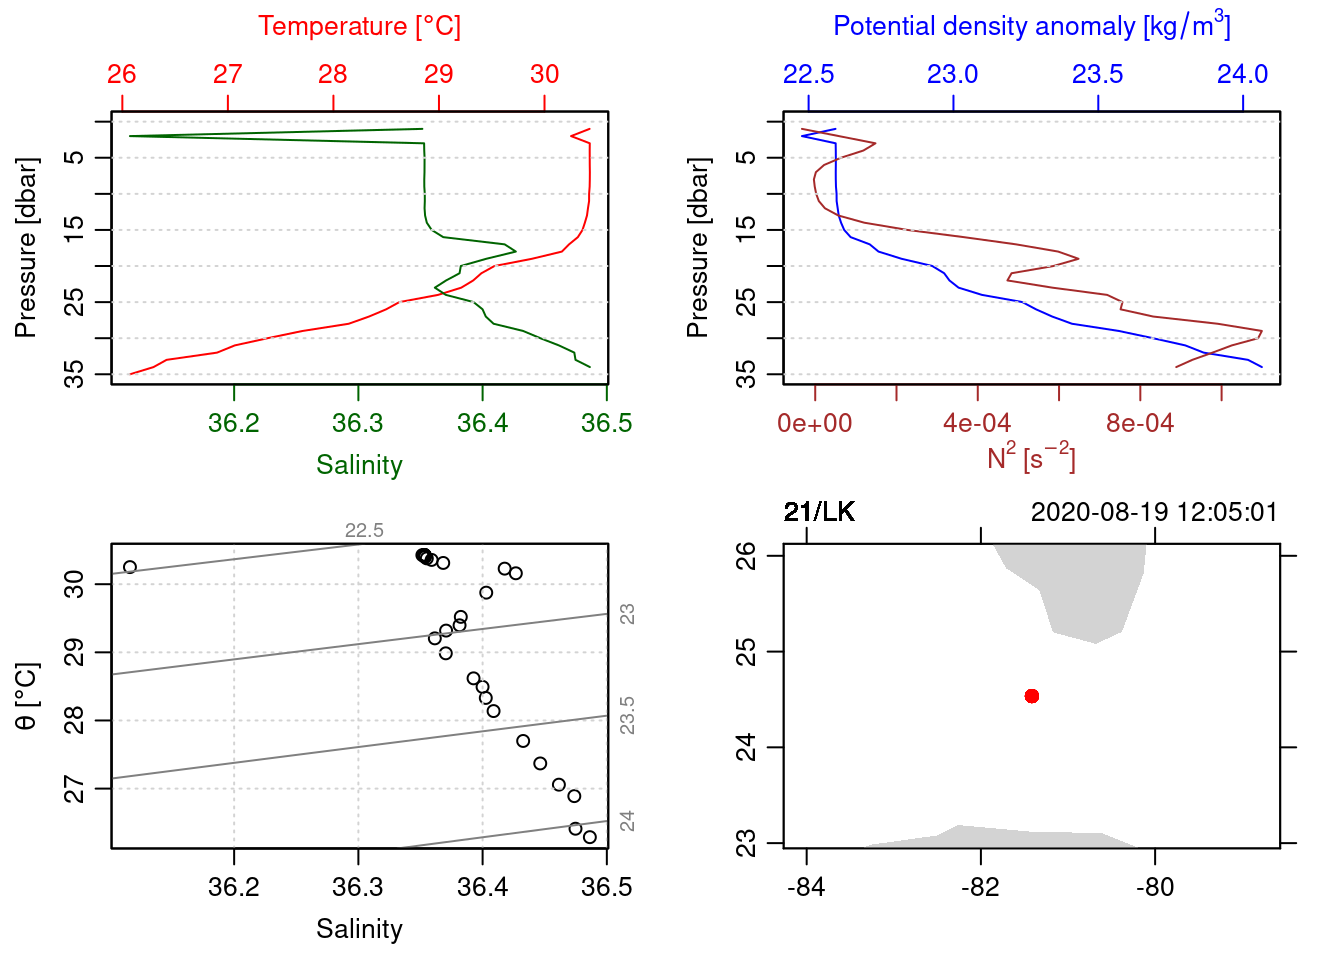 Temperature [°C]
26 27 28 29 30
Pressure [dbar]
5
15
25
35
36.2 36.3 36.4 36.5
Salinity
Potential density anomaly [kg/m³]
22.5 23.0 23.5 24.0
Pressure [dbar]
5
15
25
35
0e+00 4e-04 8e-04
N² [s⁻²]
22.5
23
23.5
24
θ [°C]
30
29
28
27
36.2 36.3 36.4 36.5
Salinity
21/LK 2020-08-19 12:05:01
26
25
24
23
-84 -82 -80